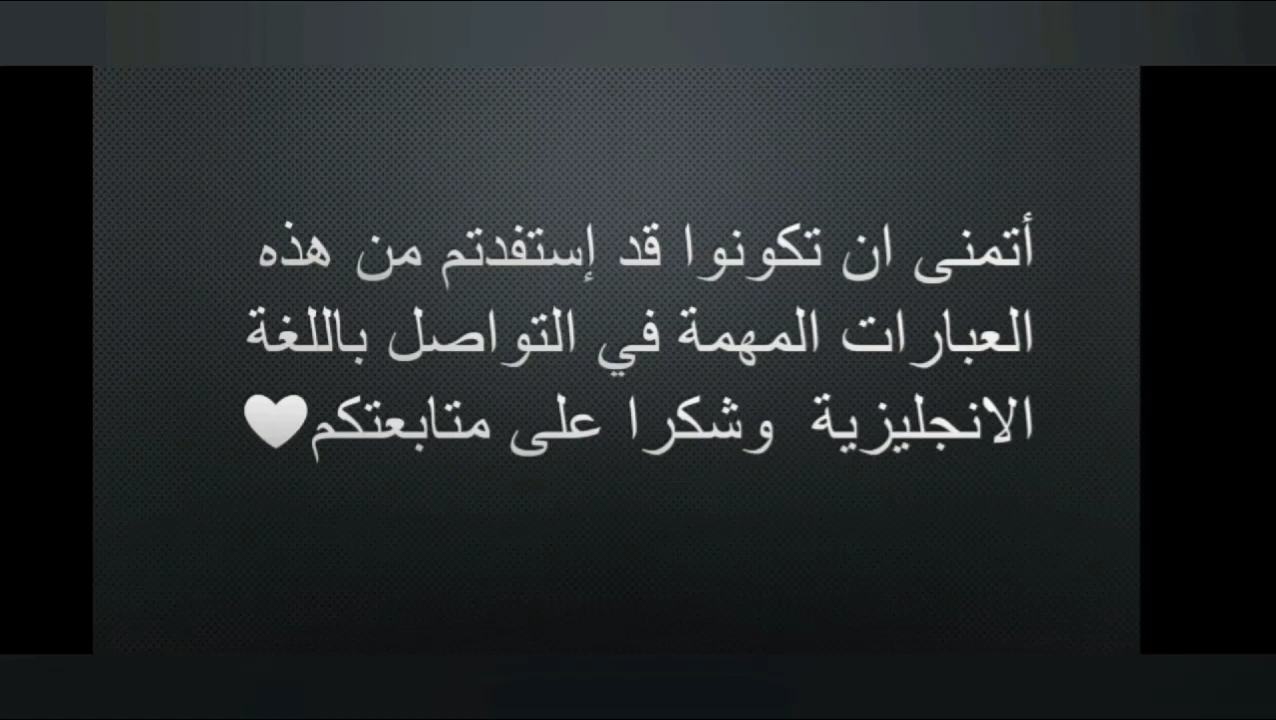 أتمنى ان تكونوا قد إستفدتم من هذه
العبارات المهمة في التواصل باللغة
الانجليزية وشكرا على متابعتكم🤍